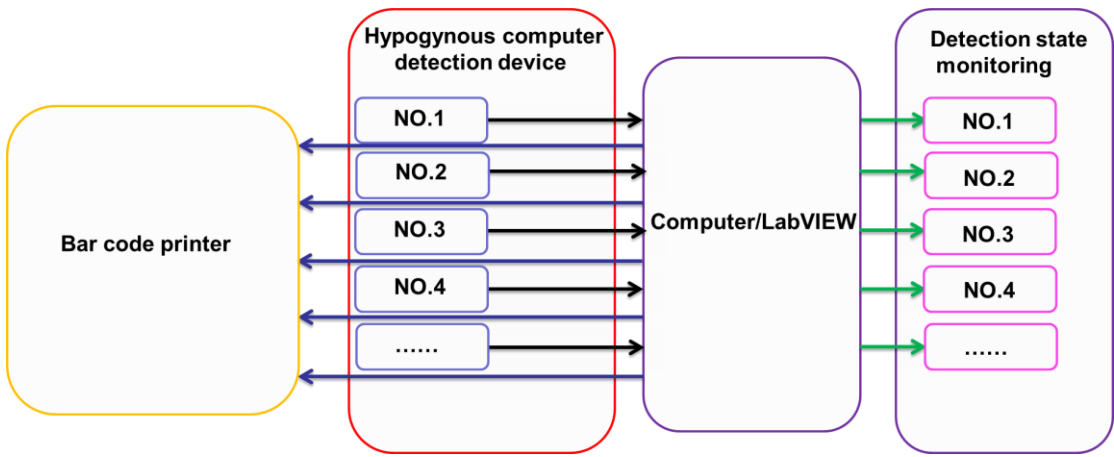 Bar code printer
Hypogynous computer
detection device
NO.1
NO.2
NO.3
NO.4
......
Computer/LabVIEW
Detection state
monitoring
NO.1
NO.2
NO.3
NO.4
......